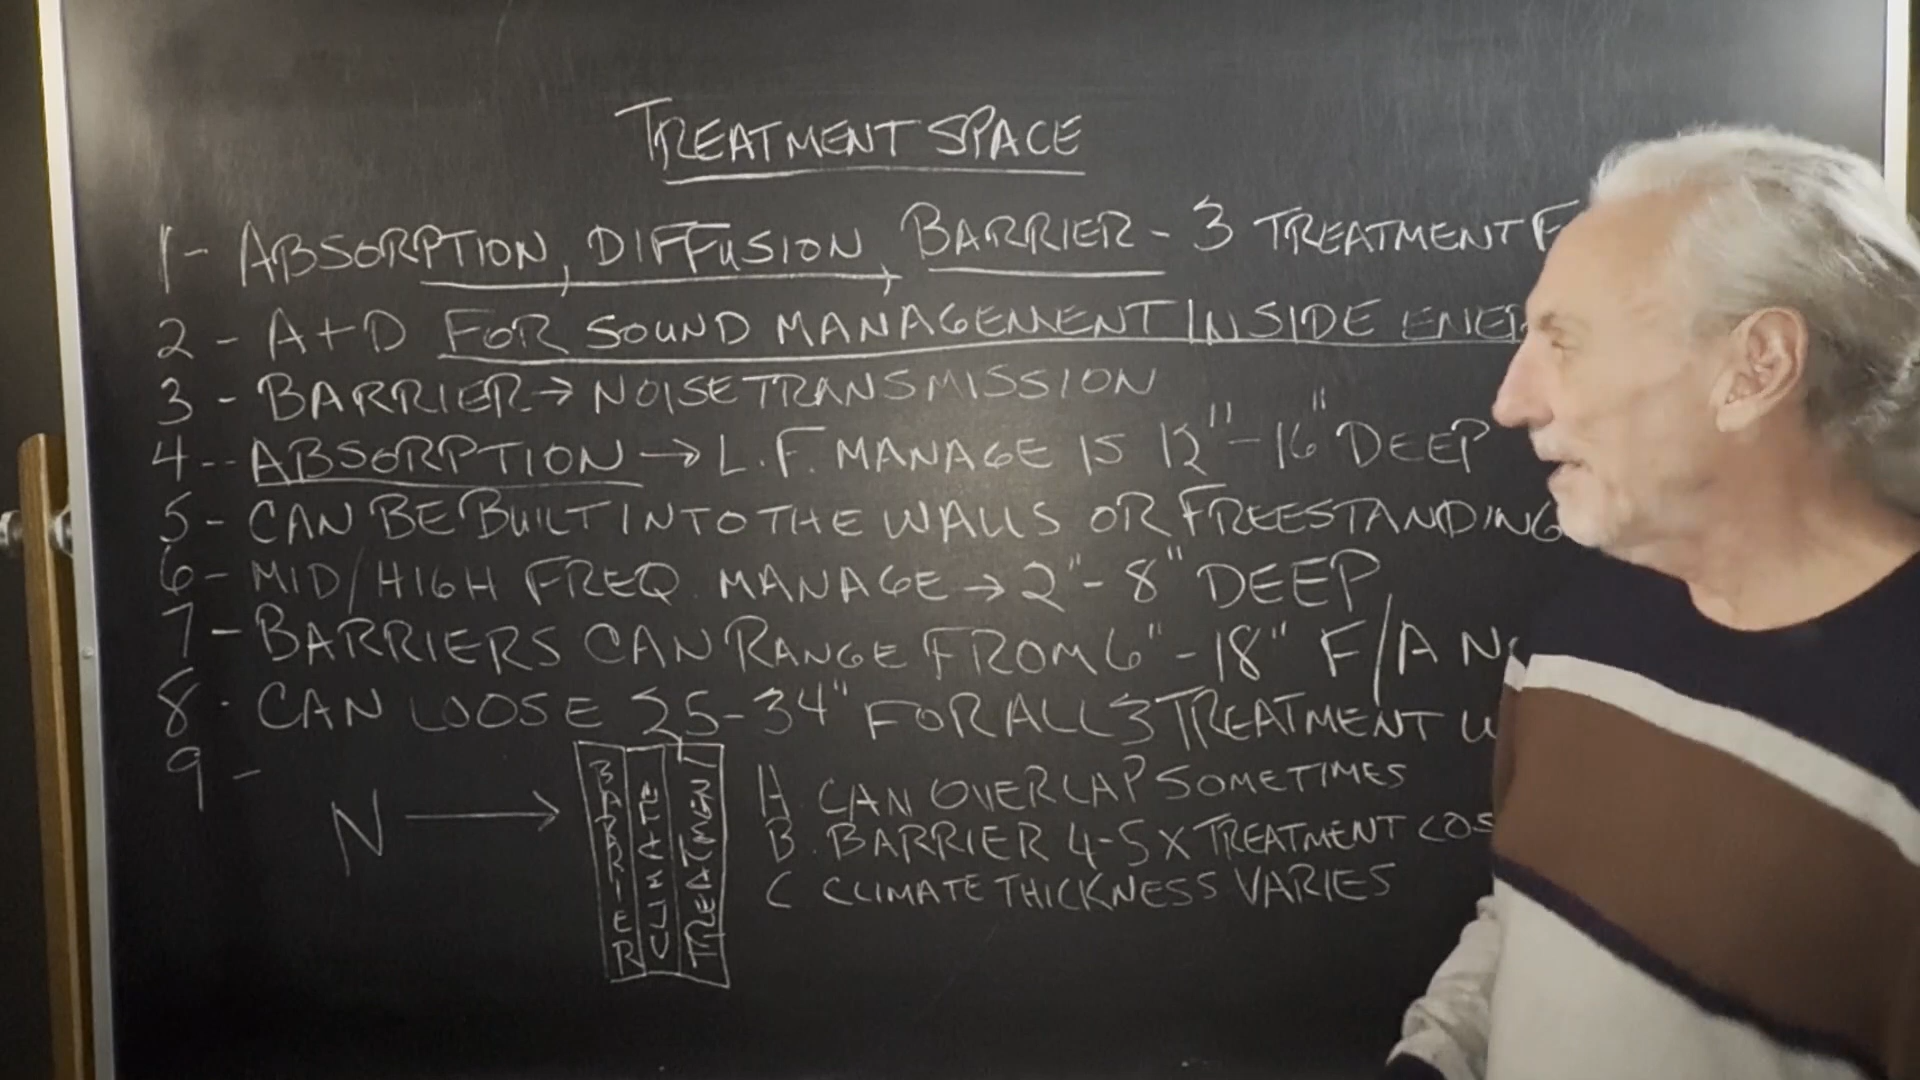 TREATMENT SPACE
1- ABSORPTION, DIFFUSION, BARRIER - 3 TREATMENT
2 - A+D FOR SOUND MANAGEMENT INSIDE
3 - BARRIER → NOISE TRANSMISSION
4-- ABSORPTION → L.F. MANAGE IS 12"-16" DEEP
5 - CAN BE BUILT INTO THE WALLS OR FREESTANDING
6 - MID/HIGH FREQ. MANAGE → 2"-8" DEEP
7 - BARRIERS CAN RANGE FROM 6"-18" F/A
8 - CAN LOOSE 25-34" FOR ALL 3 TREATMENT
9 -
N → BARRIER CLIMATE TREATMENT
A. CAN OVERLAP SOMETIMES
B. BARRIER 4-5X TREATMENT
C CLIMATE THICKNESS VARIES